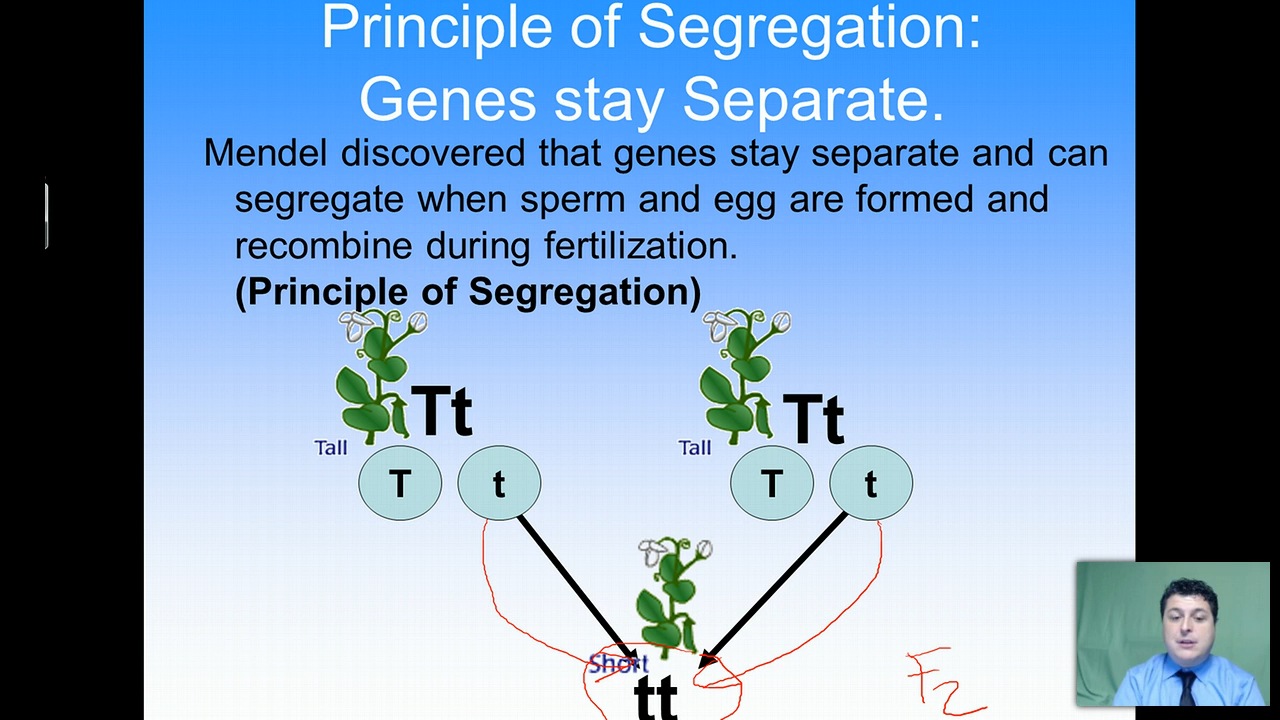 Principle of Segregation:
Genes stay Separate.
Mendel discovered that genes stay separate and can
segregate when sperm and egg are formed and
recombine during fertilization.
(Principle of Segregation)
Tt
Tt
Tall
Tall
T
t
T
t
Short
tt
F2